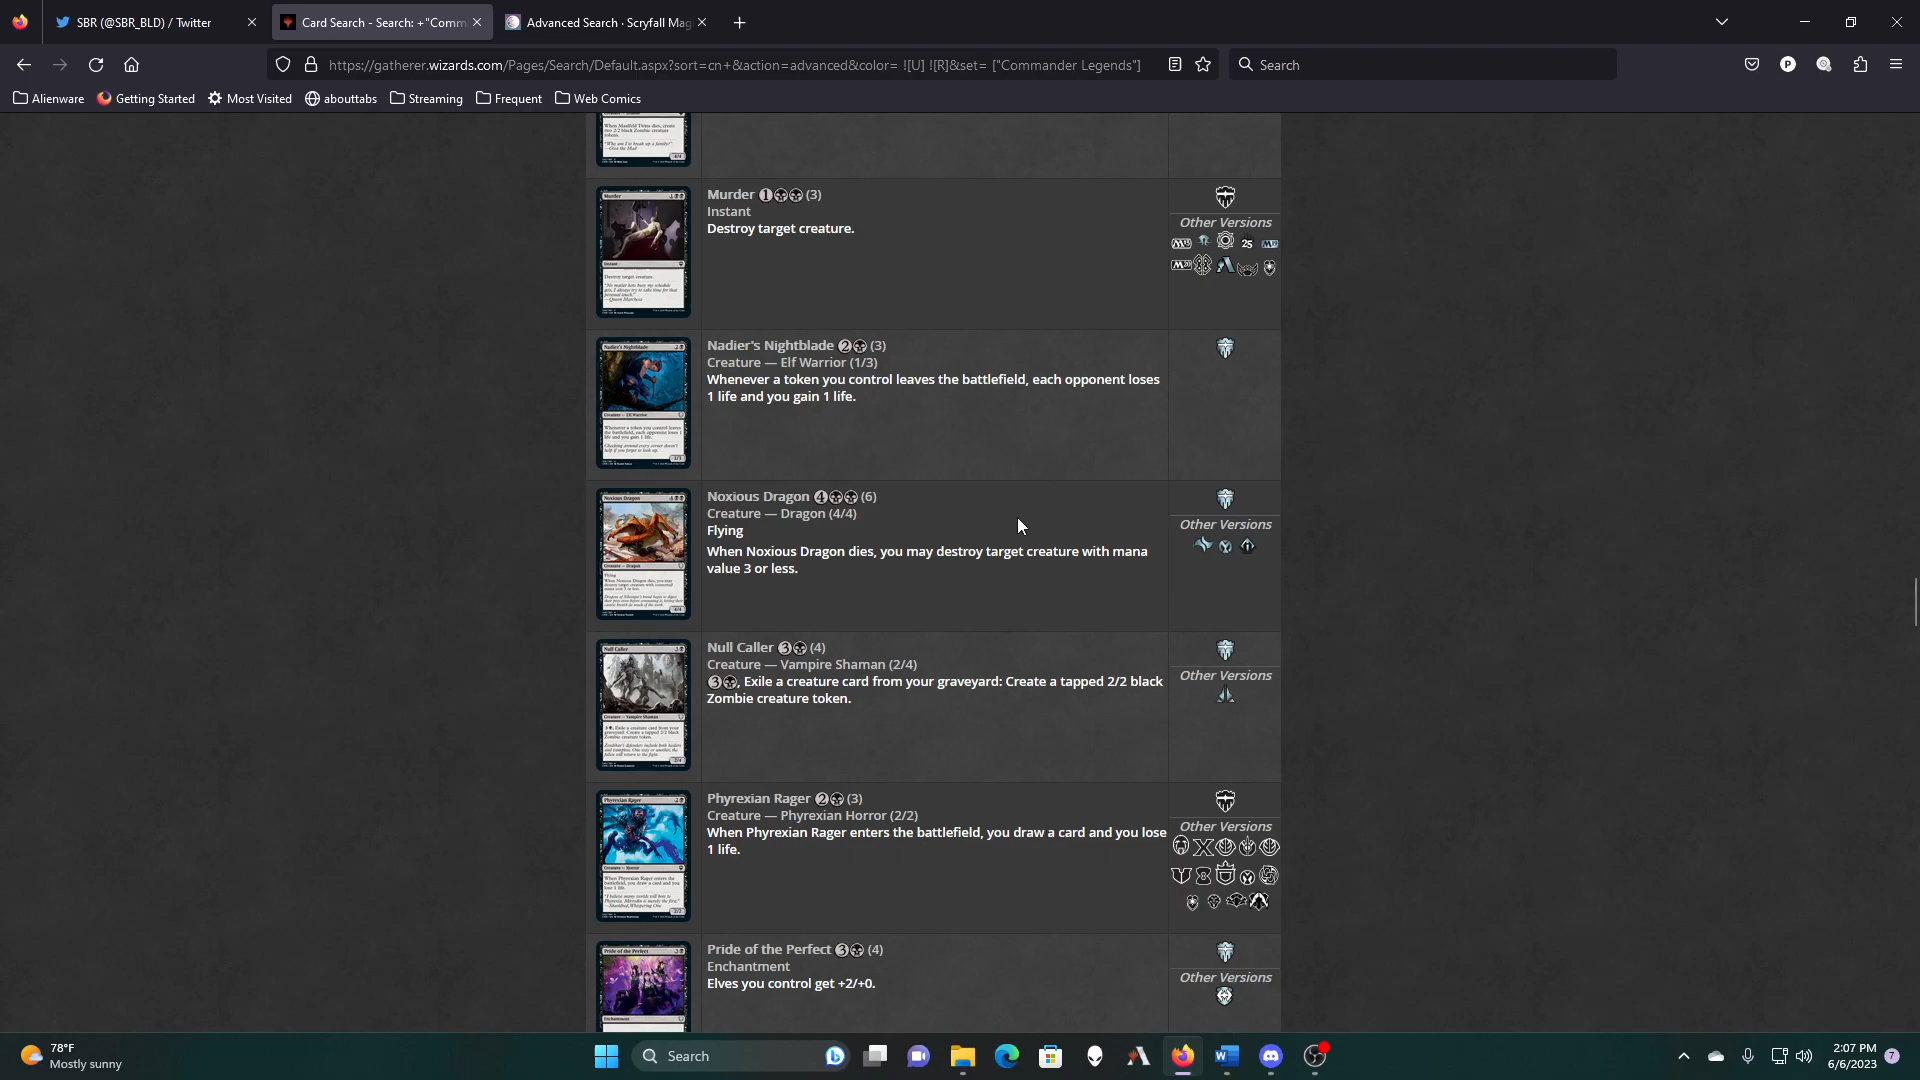 SBR (@SBR_BLD) / Twitter
Card Search - Search: +"Comm
Advanced Search · Scryfall Mag
https://gatherer.wizards.com/Pages/Search/Default.aspx?sort=cn+&action=advanced&color= ![U] ![R]&set= ["Commander Legends"]
Search
Alienware
Getting Started
Most Visited
abouttabs
Streaming
Frequent
Web Comics
Murder 1 (3)
Instant
Destroy target creature.
Other Versions
Nadier's Nightblade 2 (3)
Creature — Elf Warrior (1/3)
Whenever a token you control leaves the battlefield, each opponent loses
1 life and you gain 1 life.
Noxious Dragon 4 (6)
Creature — Dragon (4/4)
Flying
When Noxious Dragon dies, you may destroy target creature with mana
value 3 or less.
Other Versions
Null Caller 3 (4)
Creature — Vampire Shaman (2/4)
3, Exile a creature card from your graveyard: Create a tapped 2/2 black
Zombie creature token.
Other Versions
Phyrexian Rager 2 (3)
Creature — Phyrexian Horror (2/2)
When Phyrexian Rager enters the battlefield, you draw a card and you lose
1 life.
Other Versions
Pride of the Perfect 3 (4)
Enchantment
Elves you control get +2/+0.
Other Versions
78°F
Mostly sunny
Search
2:07 PM
6/6/2023
7